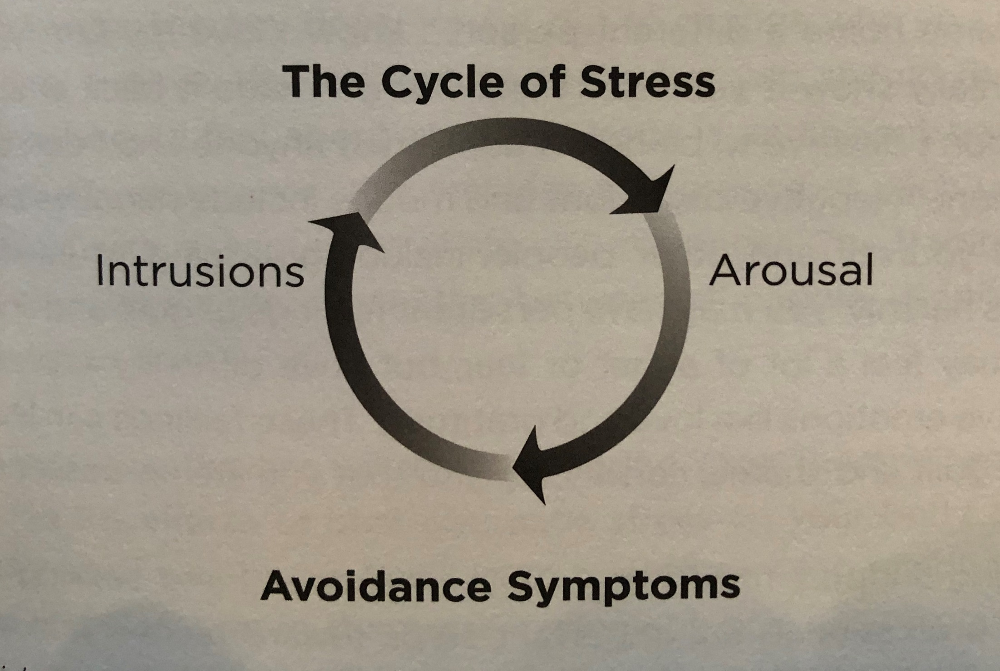 The Cycle of Stress
Intrusions
Arousal
Avoidance Symptoms